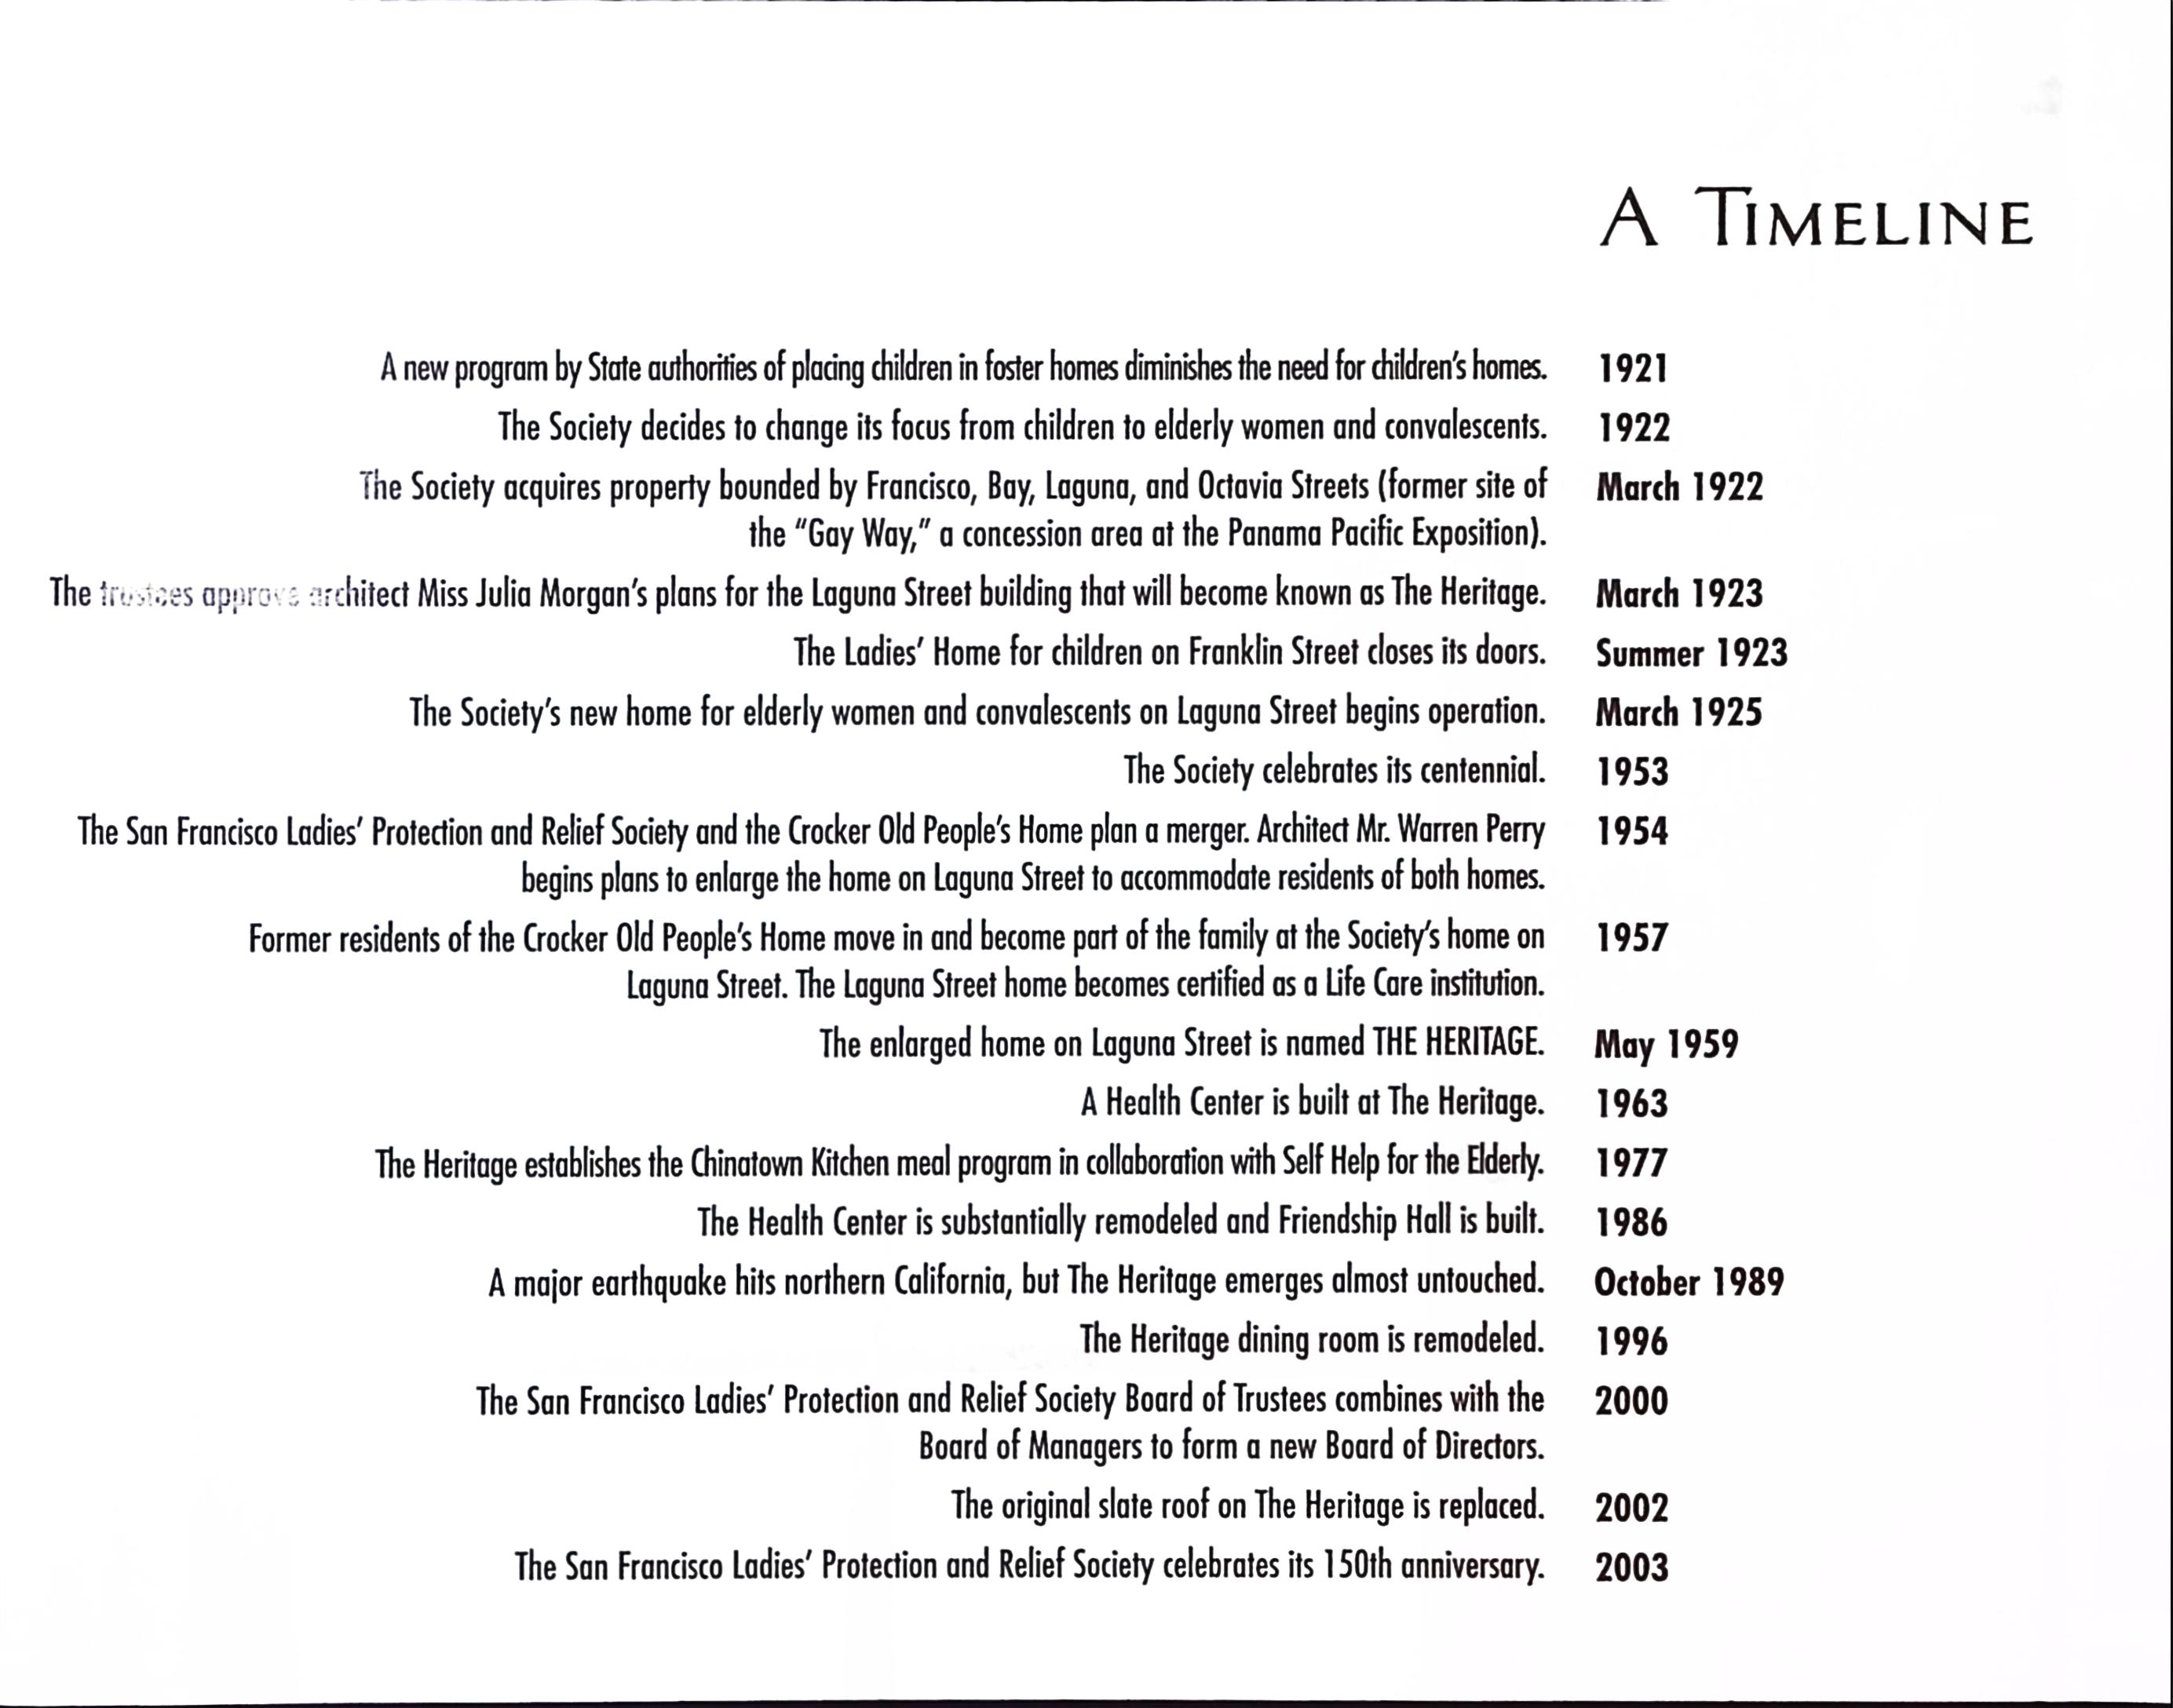 A TIMELINE
A new program by State authorities of placing children in foster homes diminishes the need for children's homes. 1921
The Society decides to change its focus from children to elderly women and convalescents. 1922
The Society acquires property bounded by Francisco, Bay, Laguna, and Octavia Streets (former site of March 1922
the “Gay Way,” a concession area at the Panama Pacific Exposition).
The trustees approve architect Miss Julia Morgan's plans for the Laguna Street building that will become known as The Heritage. March 1923
The Ladies' Home for children on Franklin Street closes its doors. Summer 1923
The Society's new home for elderly women and convalescents on Laguna Street begins operation. March 1925
The Society celebrates its centennial. 1953
The San Francisco Ladies' Protection and Relief Society and the Crocker Old People's Home plan a merger. Architect Mr. Warren Perry 1954
begins plans to enlarge the home on Laguna Street to accommodate residents of both homes.
Former residents of the Crocker Old People's Home move in and become part of the family at the Society's home on 1957
Laguna Street. The Laguna Street home becomes certified as a Life Care institution.
The enlarged home on Laguna Street is named THE HERITAGE. May 1959
A Health Center is built at The Heritage. 1963
The Heritage establishes the Chinatown Kitchen meal program in collaboration with Self Help for the Elderly. 1977
The Health Center is substantially remodeled and Friendship Hall is built. 1986
A major earthquake hits northern California, but The Heritage emerges almost untouched. October 1989
The Heritage dining room is remodeled. 1996
The San Francisco Ladies' Protection and Relief Society Board of Trustees combines with the 2000
Board of Managers to form a new Board of Directors.
The original slate roof on The Heritage is replaced. 2002
The San Francisco Ladies' Protection and Relief Society celebrates its 150th anniversary. 2003